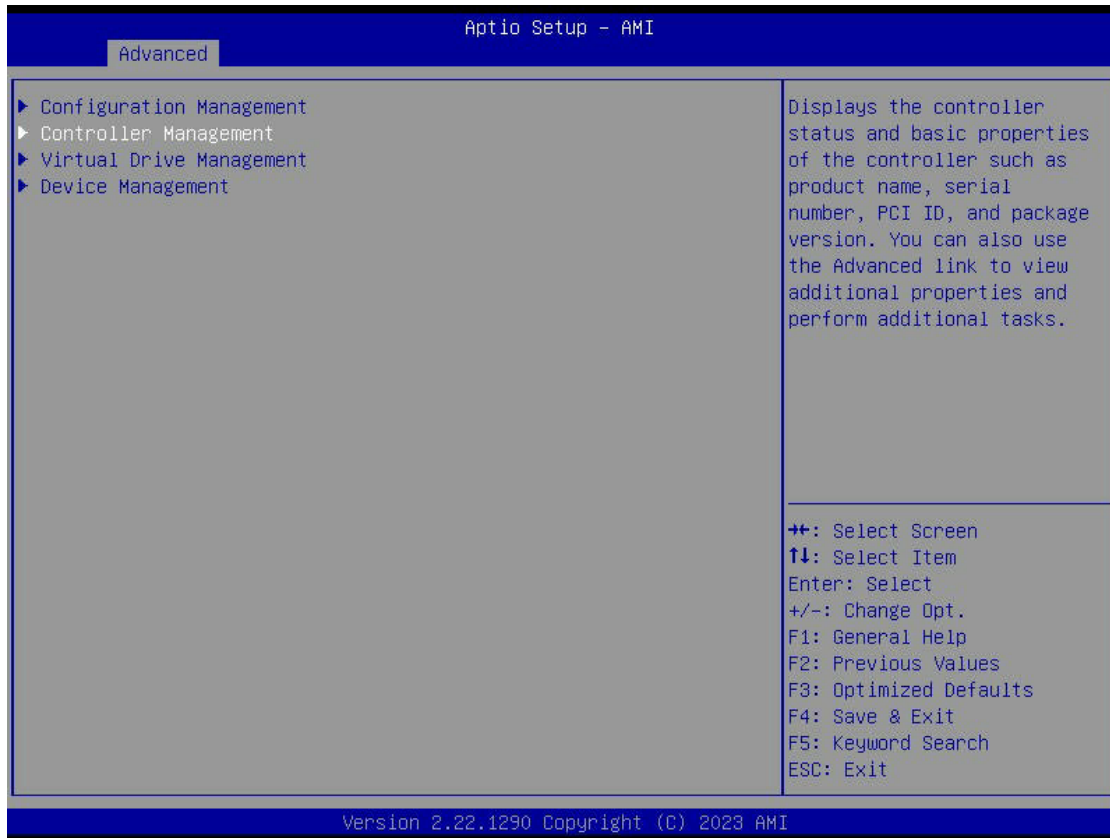 Aptio Setup – AMI
Advanced
▶ Configuration Management
▶ Controller Management
▶ Virtual Drive Management
▶ Device Management
Displays the controller
status and basic properties
of the controller such as
product name, serial
number, PCI ID, and package
version. You can also use
the Advanced link to view
additional properties and
perform additional tasks.
→←: Select Screen
↑↓: Select Item
Enter: Select
+/-: Change Opt.
F1: General Help
F2: Previous Values
F3: Optimized Defaults
F4: Save & Exit
F5: Keyword Search
ESC: Exit
Version 2.22.1290 Copyright (C) 2023 AMI